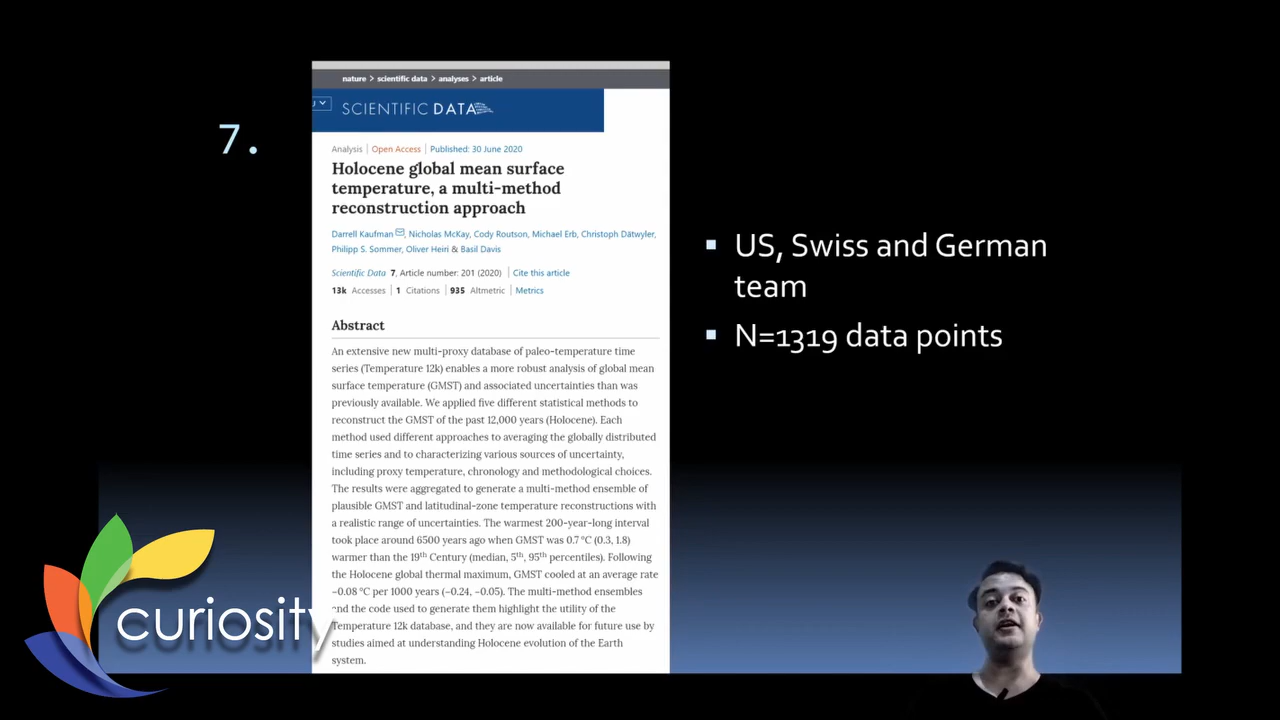 7.
nature > scientific data > analyses > article
SCIENTIFIC DATA
Analysis | Open Access | Published: 30 June 2020
Holocene global mean surface
temperature, a multi-method
reconstruction approach
Darrell Kaufman, Nicholas McKay, Cody Routson, Michael Erb, Christoph Dätwyler,
Philipp S. Sommer, Oliver Heiri & Basil Davis
Scientific Data 7, Article number: 201 (2020) | Cite this article
13k Accesses | 1 Citations | 935 Altmetric | Metrics
Abstract
An extensive new multi-proxy database of paleo-temperature time
series (Temperature 12k) enables a more robust analysis of global mean
surface temperature (GMST) and associated uncertainties than was
previously available. We applied five different statistical methods to
reconstruct the GMST of the past 12,000 years (Holocene). Each
method used different approaches to averaging the globally distributed
time series and to characterizing various sources of uncertainty,
including proxy temperature, chronology and methodological choices.
The results were aggregated to generate a multi-method ensemble of
plausible GMST and latitudinal-zone temperature reconstructions with
a realistic range of uncertainties. The warmest 200-year-long interval
took place around 6500 years ago when GMST was 0.7 °C (0.3, 1.8)
warmer than the 19th Century (median, 5th, 95th percentiles). Following
the Holocene global thermal maximum, GMST cooled at an average rate
−0.08 °C per 1000 years (−0.24, −0.05). The multi-method ensembles
and the code used to generate them highlight the utility of the
Temperature 12k database, and they are now available for future use by
studies aimed at understanding Holocene evolution of the Earth
system.
▪ US, Swiss and German
team
▪ N=1319 data points
curiosity